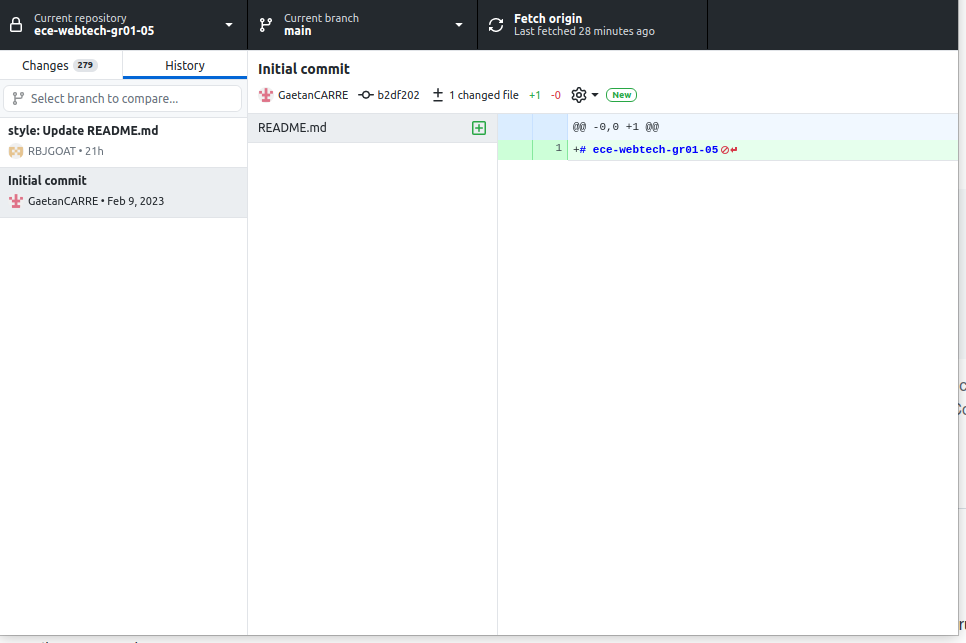 Current repository
ece-webtech-gr01-05
Current branch
main
Fetch origin
Last fetched 28 minutes ago
Changes 279
History
Select branch to compare...
style: Update README.md
RBJGOAT • 21h
Initial commit
GaetanCARRE • Feb 9, 2023
Initial commit
GaetanCARRE b2df202 1 changed file +1 -0 New
README.md
@@ -0,0 +1 @@
1 +# ece-webtech-gr01-05